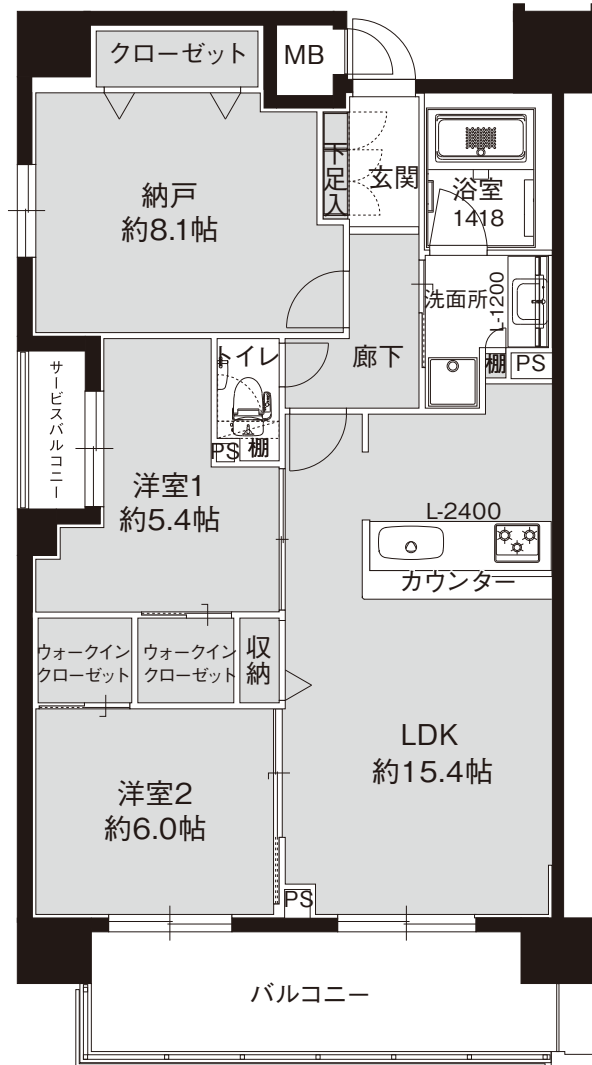 クローゼット
MB
納戸
約8.1帖
下足入
玄関
浴室
1418
洗面所
L-1200
棚
PS
トイレ
廊下
サービスバルコニー
PS
棚
洋室1
約5.4帖
L-2400
カウンター
ウォークイン
クローゼット
ウォークイン
クローゼット
収納
LDK
約15.4帖
洋室2
約6.0帖
PS
バルコニー